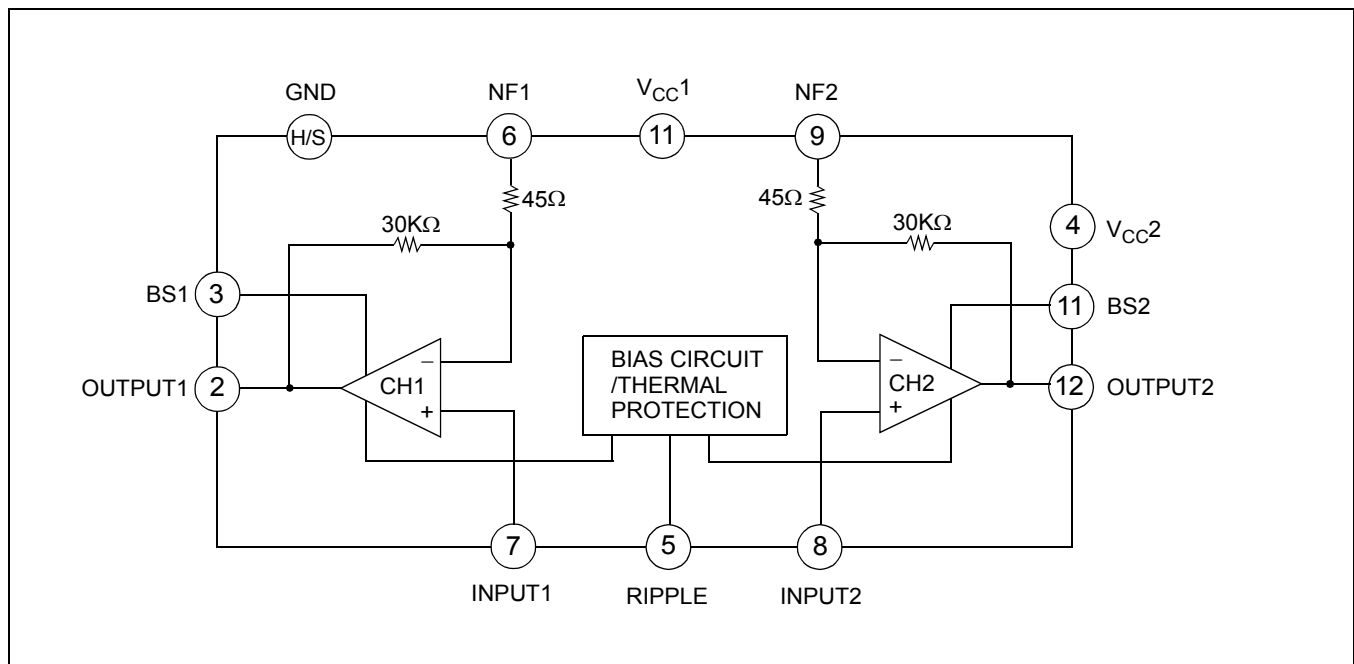 GND
NF1
VCC1
NF2
H/S
6
11
9
45Ω
45Ω
30KΩ
30KΩ
4
VCC2
BS1
3
11
BS2
OUTPUT1
2
CH1
−
+
BIAS CIRCUIT
/THERMAL
PROTECTION
−
+
CH2
12
OUTPUT2
7
5
8
INPUT1
RIPPLE
INPUT2